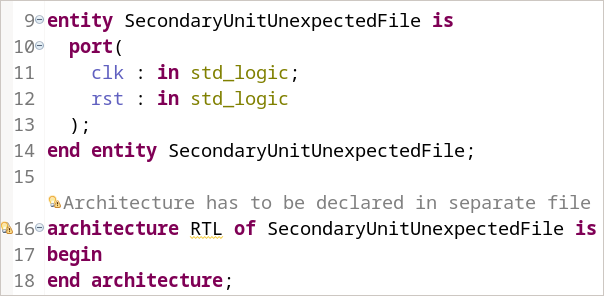 9 entity SecondaryUnitUnexpectedFile is
10 port(
11 clk : in std_logic;
12 rst : in std_logic
13 );
14 end entity SecondaryUnitUnexpectedFile;
15
Architecture has to be declared in separate file
16 architecture RTL of SecondaryUnitUnexpectedFile is
17 begin
18 end architecture;